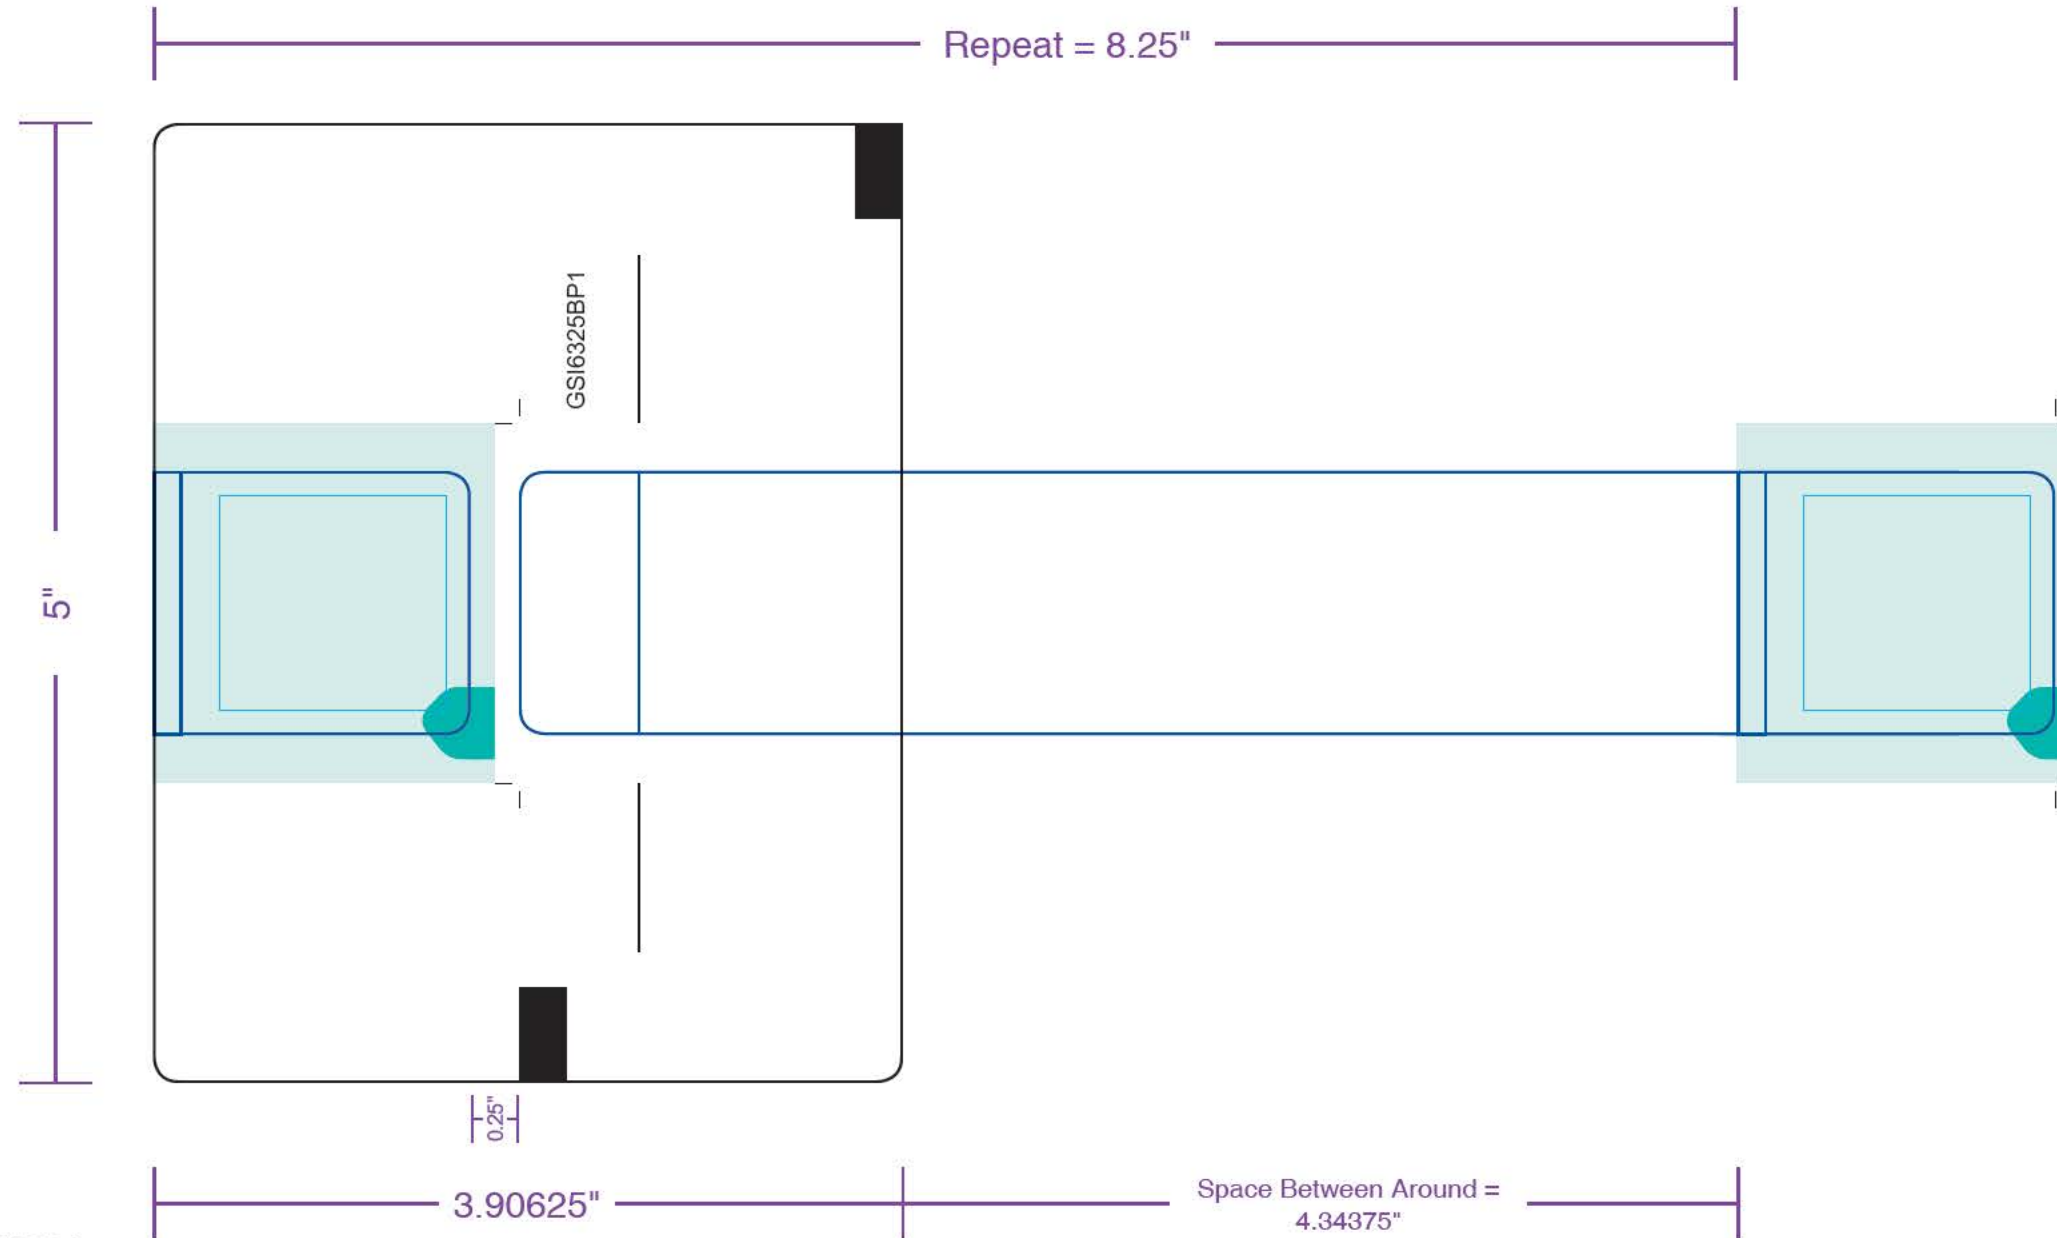 Repeat = 8.25"
GSI6325BP1
5"
0.25"
3.90625"
Space Between Around =
4.34375"